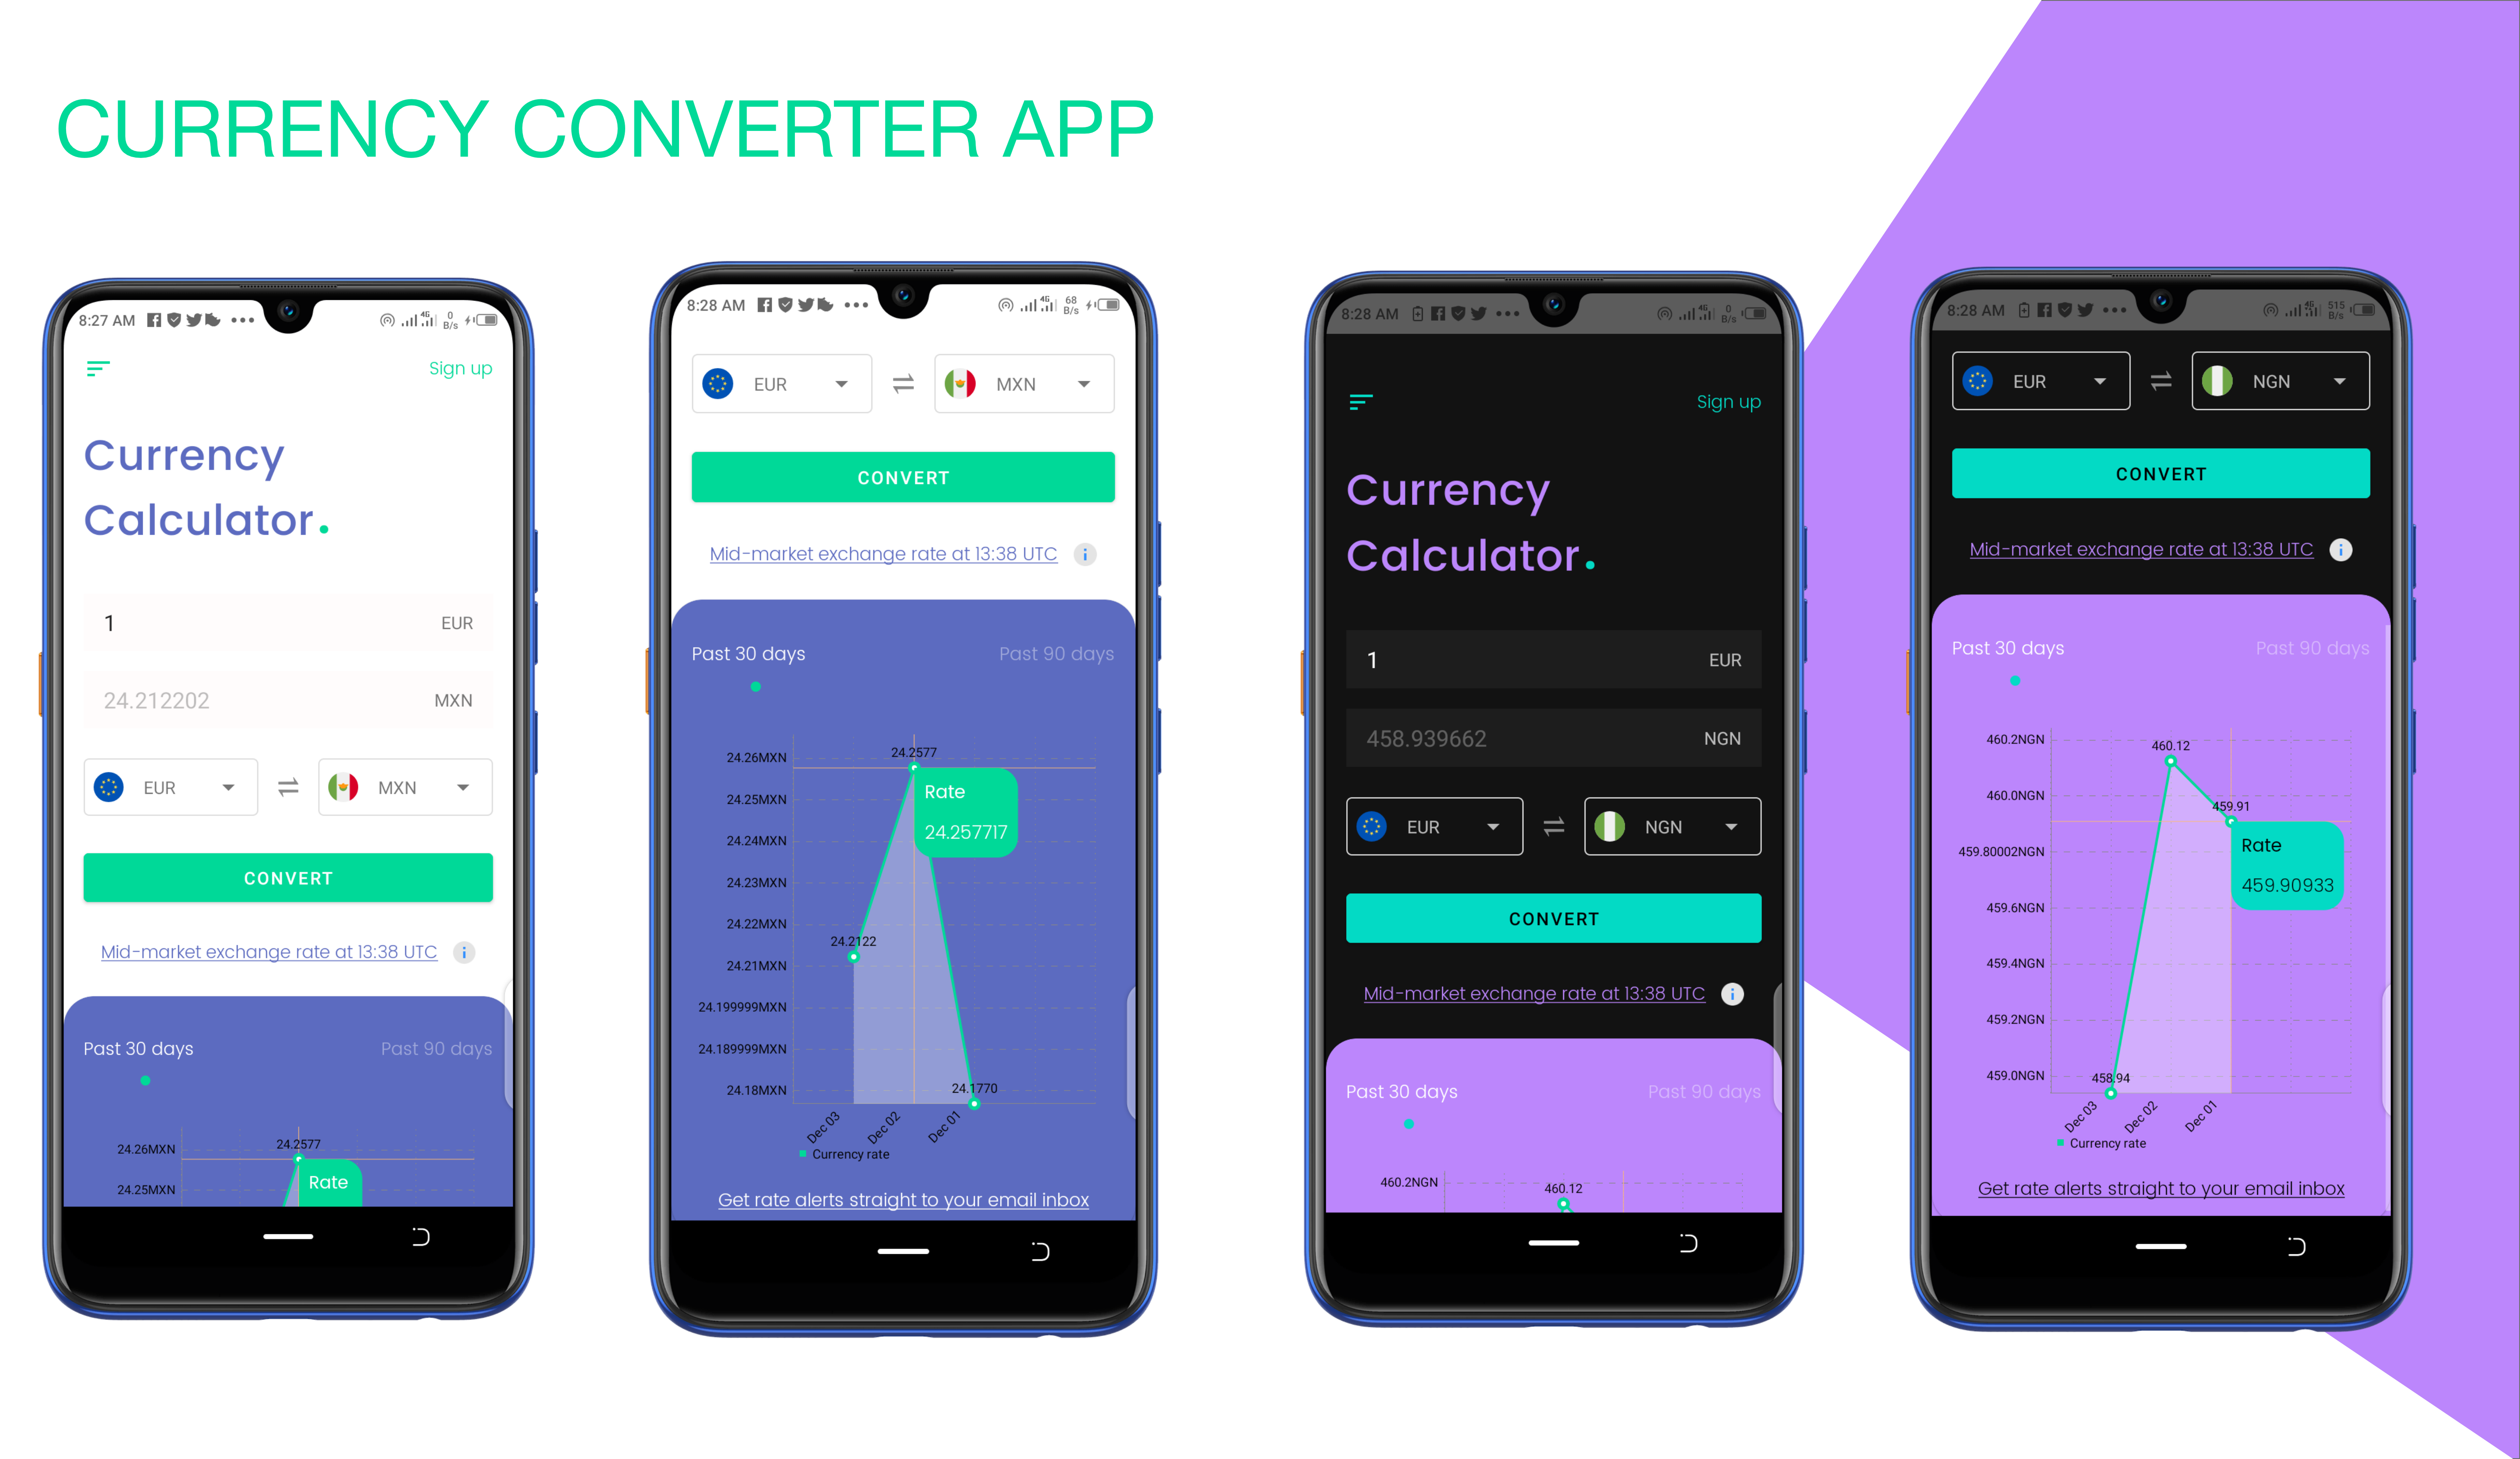 CURRENCY CONVERTER APP
8:27 AM
4G
0
B/s
Sign up
Currency
Calculator.
1 EUR
24.212202 MXN
EUR MXN
CONVERT
Mid-market exchange rate at 13:38 UTC i
Past 30 days Past 90 days
24.26MXN
24.2577
24.25MXN
Rate
8:28 AM
4G
68
B/s
EUR MXN
CONVERT
Mid-market exchange rate at 13:38 UTC i
Past 30 days Past 90 days
24.26MXN
24.2577
24.25MXN
Rate
24.24MXN
24.257717
24.23MXN
24.22MXN
24.2122
24.21MXN
24.199999MXN
24.189999MXN
24.18MXN
24.1770
Dec 03 Dec 02 Dec 01
Currency rate
Get rate alerts straight to your email inbox
8:28 AM
4G
0
B/s
Sign up
Currency
Calculator.
1 EUR
458.939662 NGN
EUR NGN
CONVERT
Mid-market exchange rate at 13:38 UTC i
Past 30 days Past 90 days
460.2NGN
460.12
8:28 AM
4G
515
B/s
EUR NGN
CONVERT
Mid-market exchange rate at 13:38 UTC i
Past 30 days Past 90 days
460.2NGN
460.12
460.0NGN
459.91
459.80002NGN
Rate
459.90933
459.6NGN
459.4NGN
459.2NGN
459.0NGN
458.94
Dec 03 Dec 02 Dec 01
Currency rate
Get rate alerts straight to your email inbox